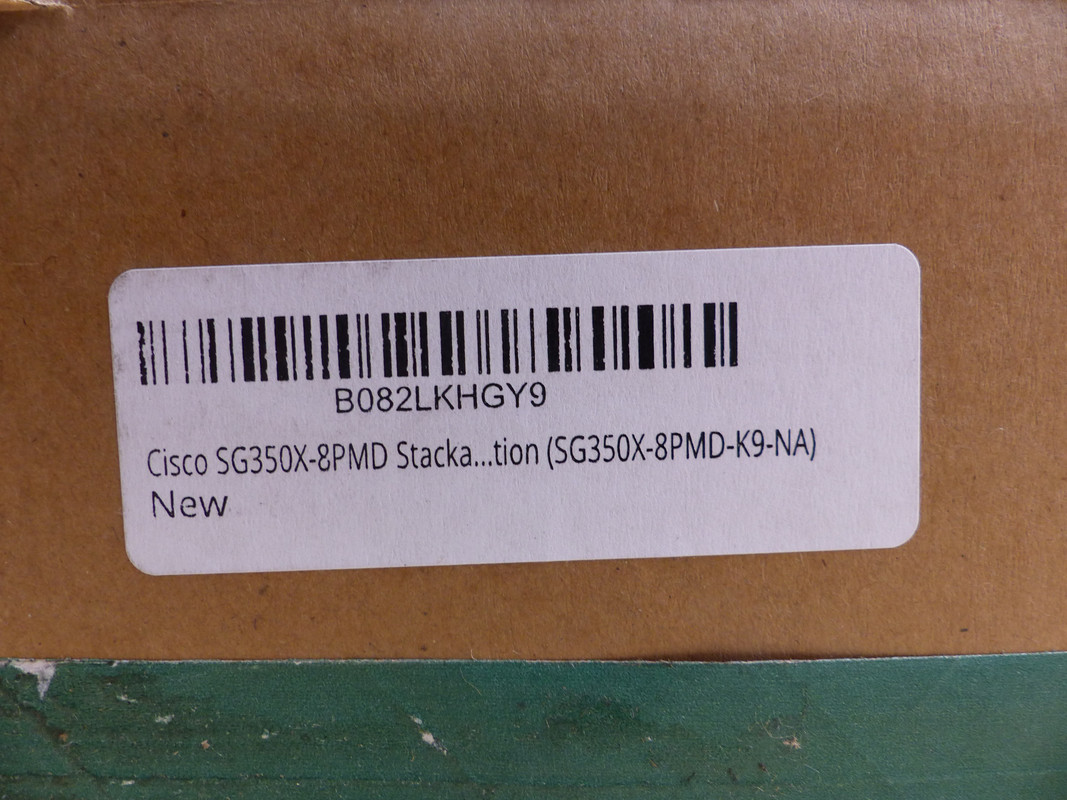 B082LKHGY9
Cisco SG350X-8PMD Stacka...tion (SG350X-8PMD-K9-NA)
New